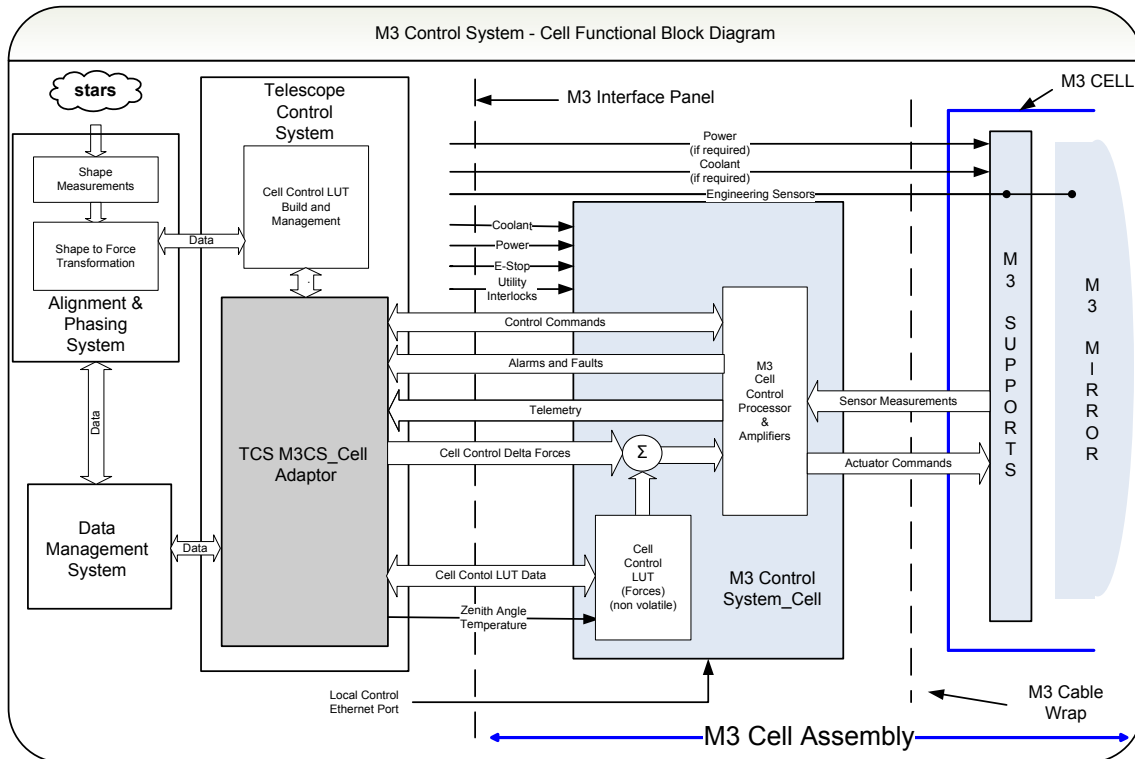 M3 Control System - Cell Functional Block Diagram
stars
Shape
Measurements
Shape to Force
Transformation
Alignment &
Phasing
System
Data
Data
Management
System
Data
Data
Telescope
Control
System
Cell Control LUT
Build and
Management
TCS M3CS_Cell
Adaptor
M3 Interface Panel
Power
(if required)
Coolant
(if required)
Engineering Sensors
Coolant
Power
E-Stop
Utility
Interlocks
Control Commands
Alarms and Faults
Telemetry
Cell Control Delta Forces
Σ
Cell Contol LUT Data
Zenith Angle
Temperature
Cell
Control
LUT
(Forces)
(non volatile)
M3
Cell
Control
Processor
&
Amplifiers
M3 Control
System_Cell
Sensor Measurements
Actuator Commands
M3 CELL
M3 SUPPORTS
M3 MIRROR
Local Control
Ethernet Port
M3 Cable
Wrap
M3 Cell Assembly